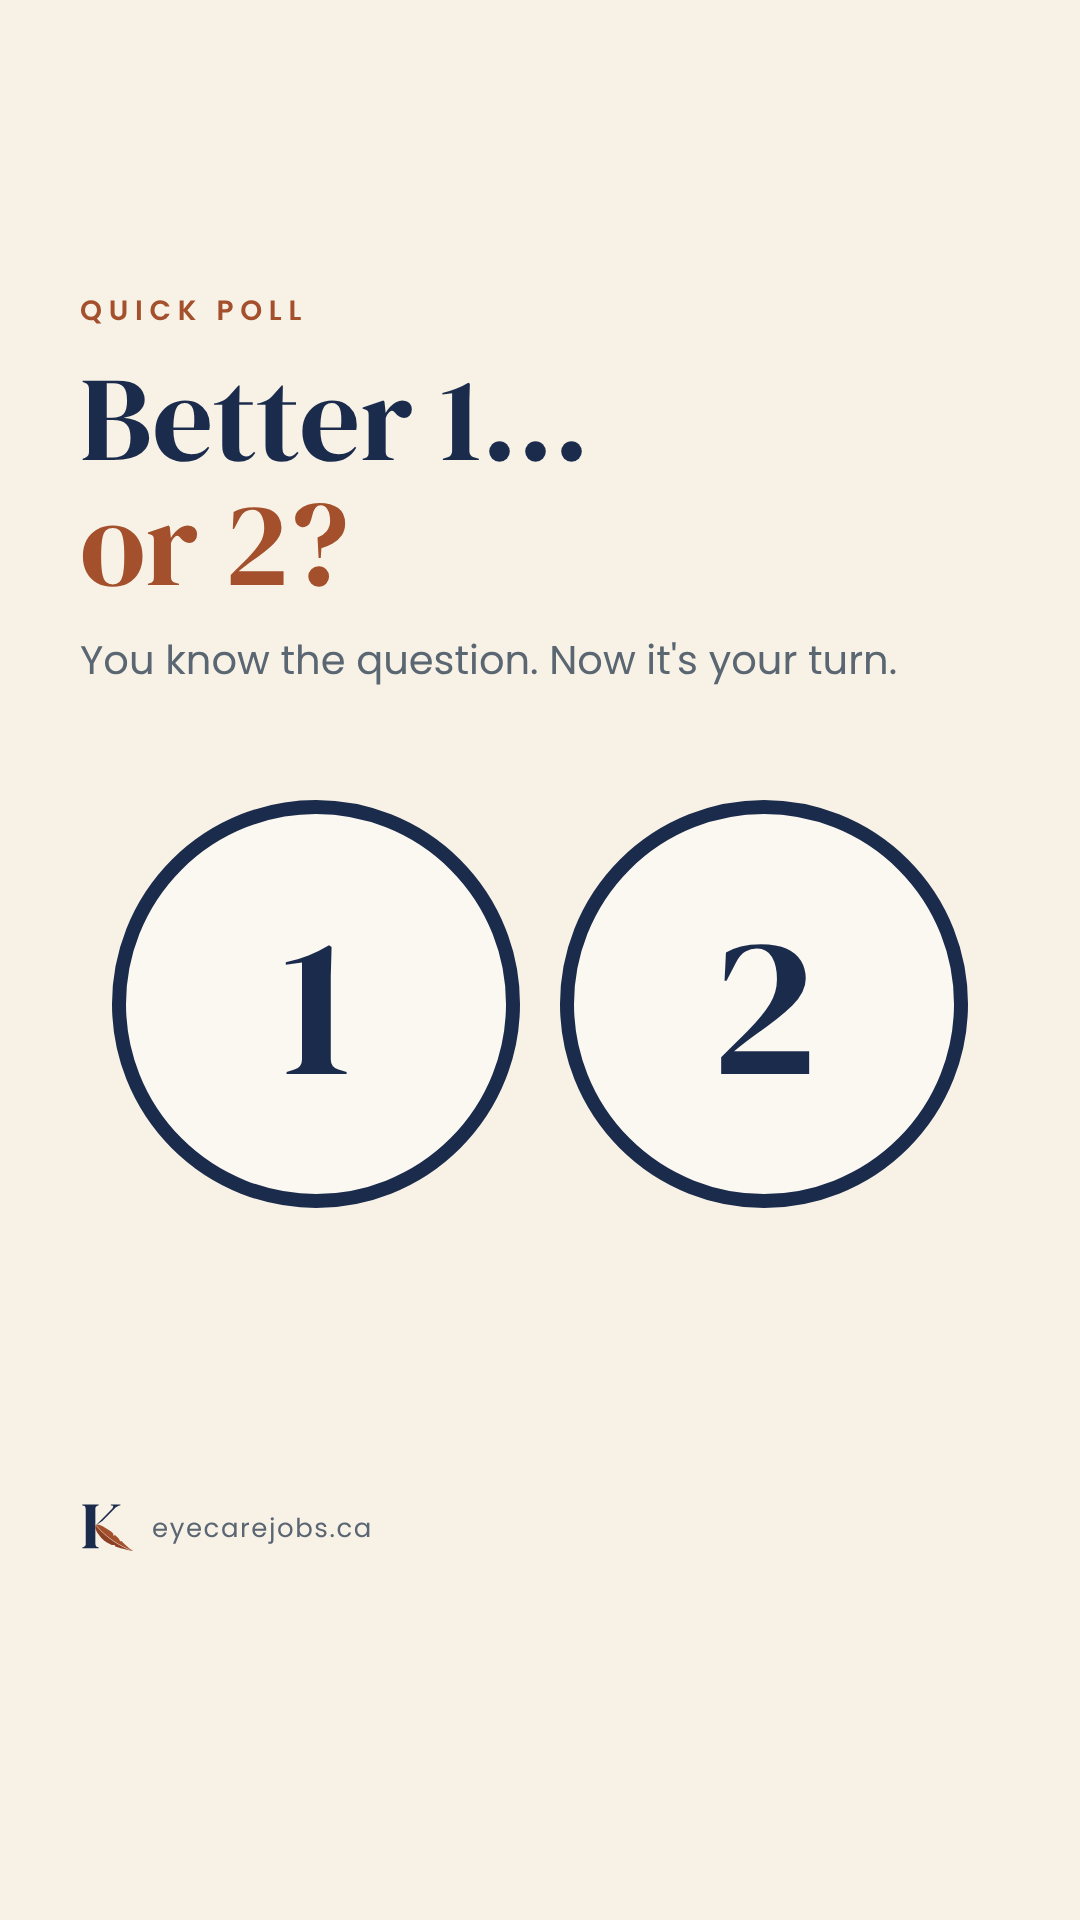 QUICK POLL
Better 1...
or 2?
You know the question. Now it's your turn.
1
2
K eyecarejobs.ca